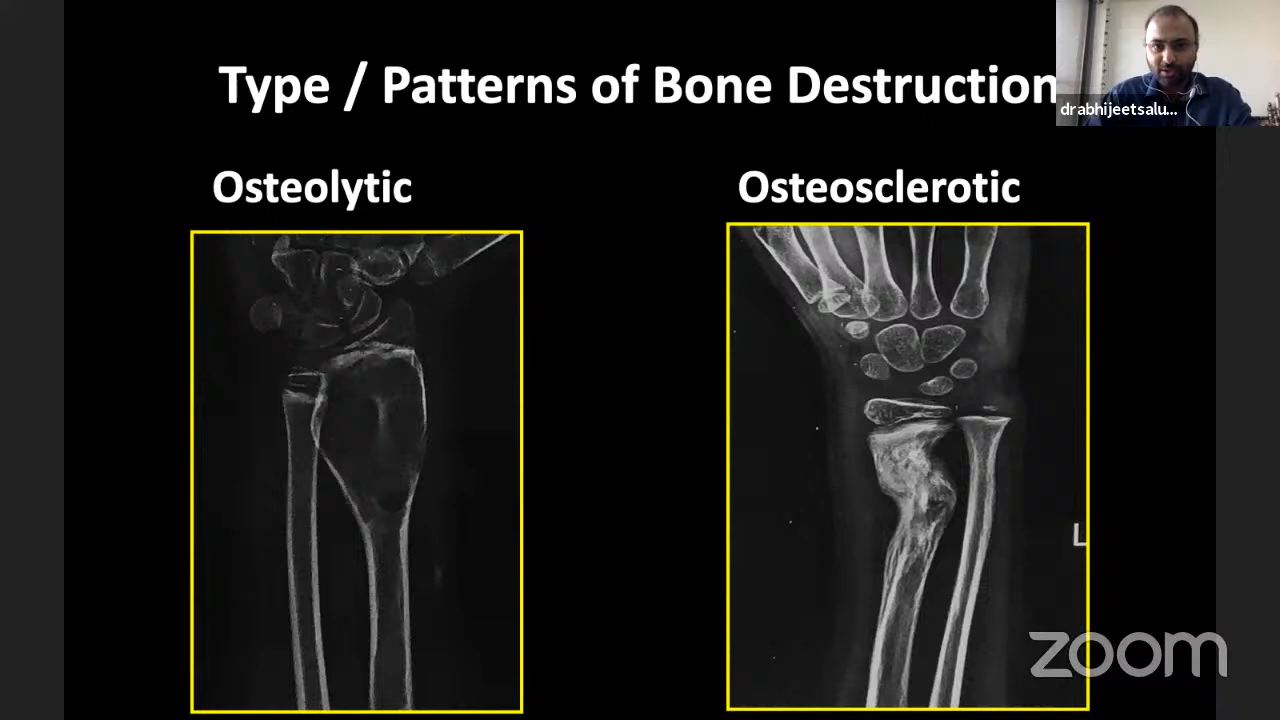 Type / Patterns of Bone Destruction
drabhijeetsalu...
Osteolytic
Osteosclerotic
L
zoom